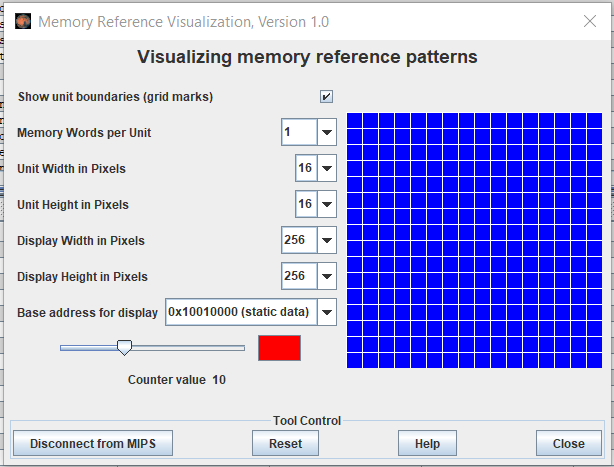 Memory Reference Visualization, Version 1.0
Visualizing memory reference patterns
Show unit boundaries (grid marks)
Memory Words per Unit 1
Unit Width in Pixels 16
Unit Height in Pixels 16
Display Width in Pixels 256
Display Height in Pixels 256
Base address for display 0x10010000 (static data)
Counter value 10
Tool Control
Disconnect from MIPS Reset Help Close